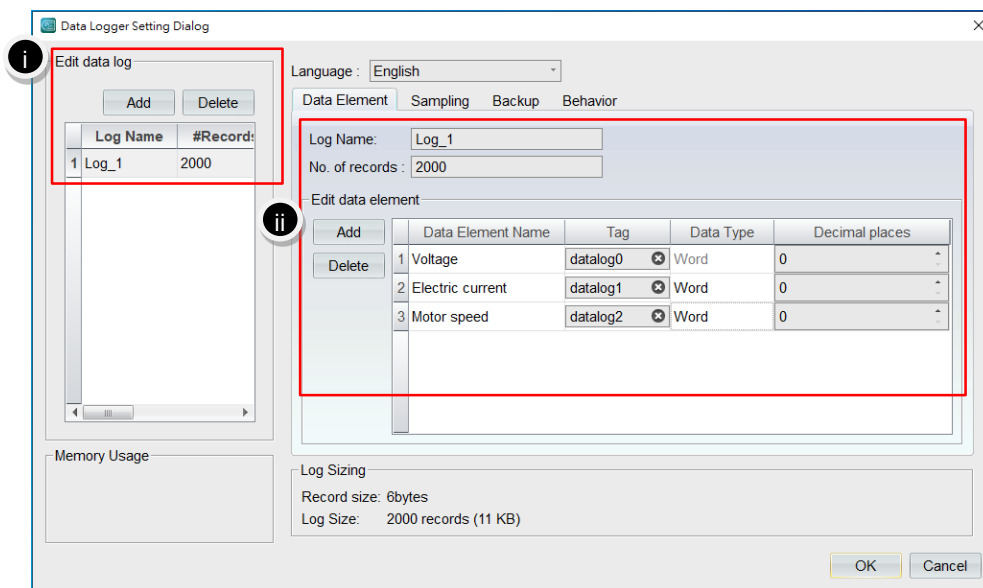 Data Logger Setting Dialog
i
Edit data log
Add Delete
Log Name #Record
1 Log_1 2000
Memory Usage
Language : English
Data Element Sampling Backup Behavior
ii
Log Name: Log_1
No. of records : 2000
Edit data element
Add
Delete
Data Element Name Tag Data Type Decimal places
1 Voltage datalog0 Word 0
2 Electric current datalog1 Word 0
3 Motor speed datalog2 Word 0
Log Sizing
Record size: 6bytes
Log Size: 2000 records (11 KB)
OK Cancel